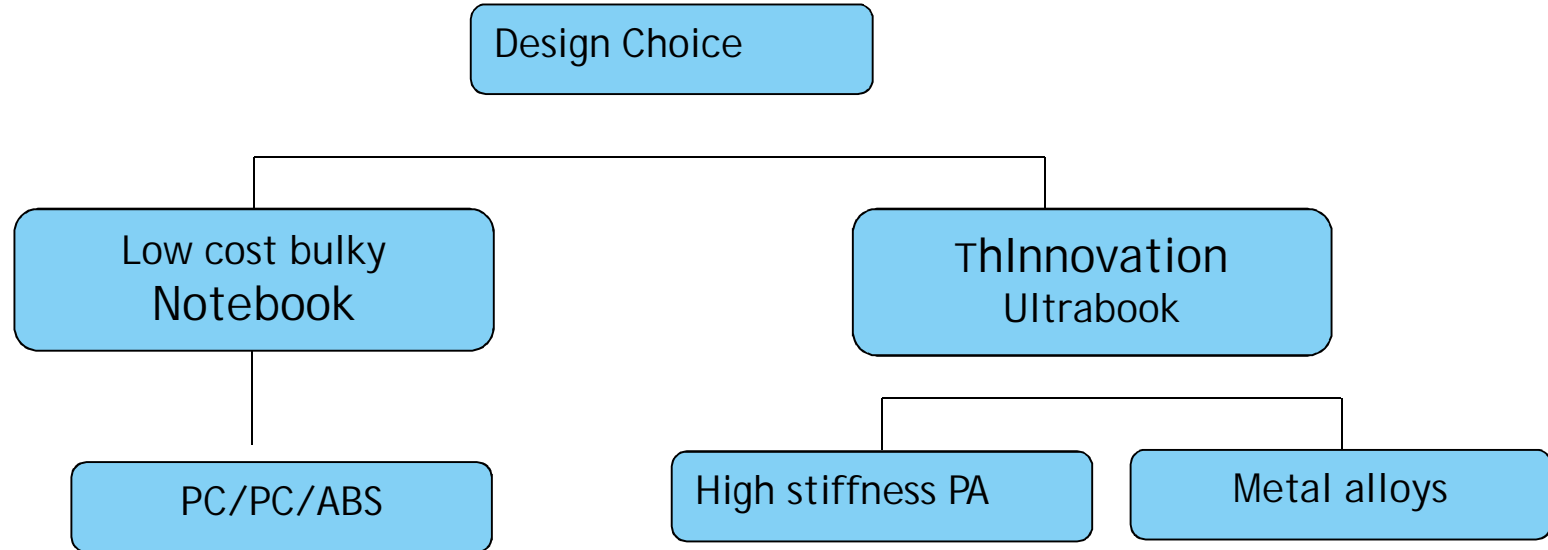 Design Choice
Low cost bulky
Notebook
ThInnovation
Ultrabook
PC/PC/ABS
High stiffness PA
Metal alloys